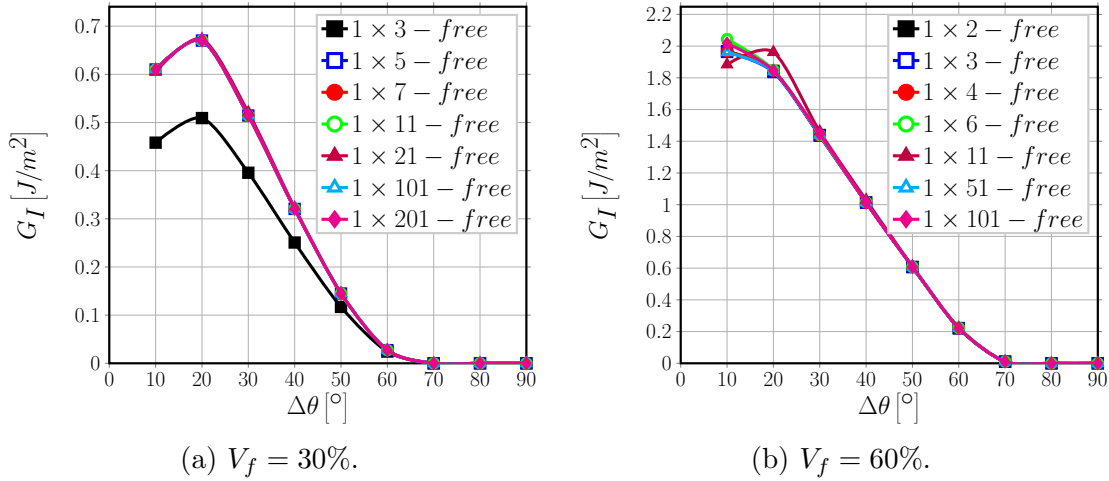 0.7
0.6
0.5
0.4
0.3
0.2
0.1
0
G_I [J/m^2]
0 10 20 30 40 50 60 70 80 90
Δθ [°]
1 × 3 − free
1 × 5 − free
1 × 7 − free
1 × 11 − free
1 × 21 − free
1 × 101 − free
1 × 201 − free
(a) V_f = 30%.
2.2
2
1.8
1.6
1.4
1.2
1
0.8
0.6
0.4
0.2
0
G_I [J/m^2]
0 10 20 30 40 50 60 70 80 90
Δθ [°]
1 × 2 − free
1 × 3 − free
1 × 4 − free
1 × 6 − free
1 × 11 − free
1 × 51 − free
1 × 101 − free
(b) V_f = 60%.